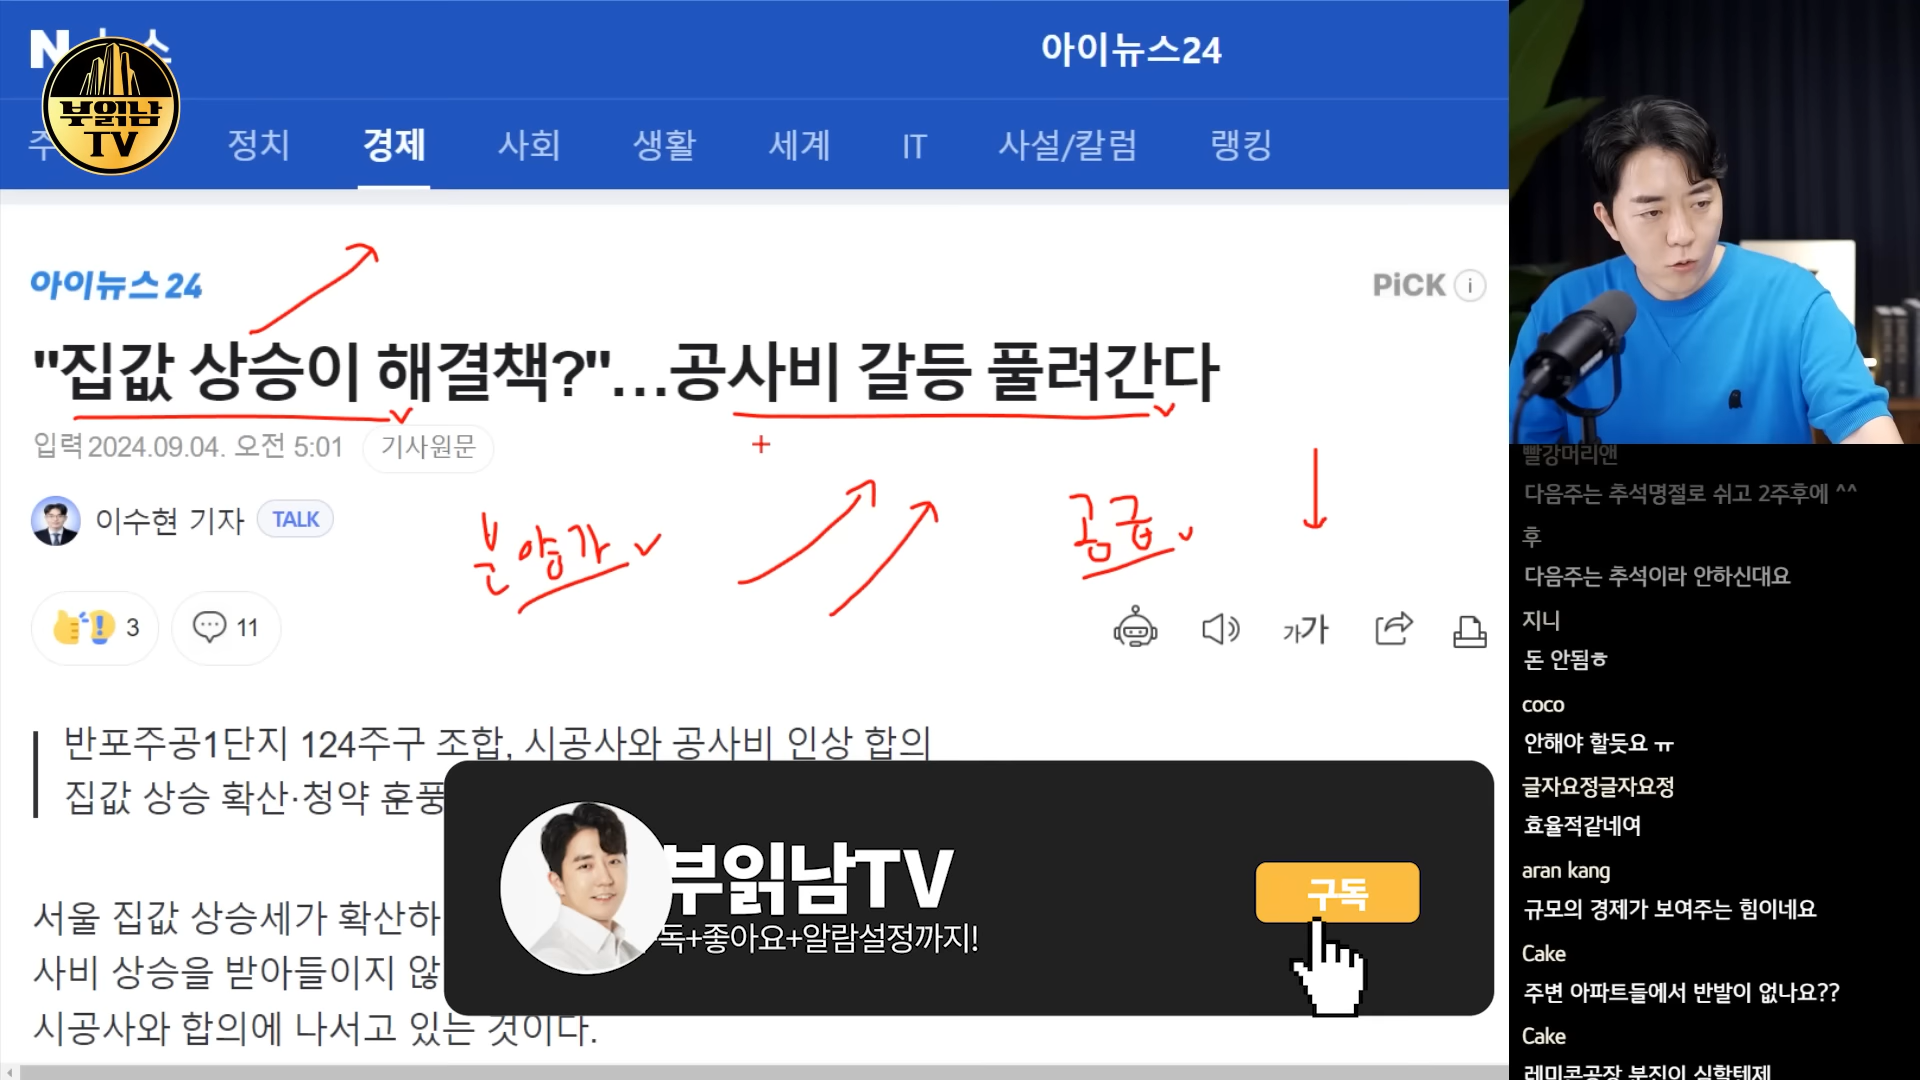 아이뉴스24
부읽남
TV
정치 경제 사회 생활 세계 IT 사설/칼럼 랭킹
아이뉴스24
PiCK
"집값 상승이 해결책?"...공사비 갈등 풀려간다
입력 2024.09.04. 오전 5:01 기사원문
이수현 기자 TALK
분양가
공급
3
11
가가
반포주공1단지 124주구 조합, 시공사와 공사비 인상 합의
집값 상승 확산·청약 훈풍
서울 집값 상승세가 확산하
사비 상승을 받아들이지 않
시공사와 합의에 나서고 있는 것이다.
부읽남TV
독+좋아요+알람설정까지!
구독
빨강머리앤
다음주는 추석명절로 쉬고 2주후에 ^^
후
다음주는 추석이라 안하신대요
지니
돈 안됨ㅎ
coco
안해야 할듯요 ㅠ
글자요정글자요정
효율적같네여
aran kang
규모의 경제가 보여주는 힘이네요
Cake
주변 아파트들에서 반발이 없나요??
Cake
레미콘공장 분진이 심할텐제